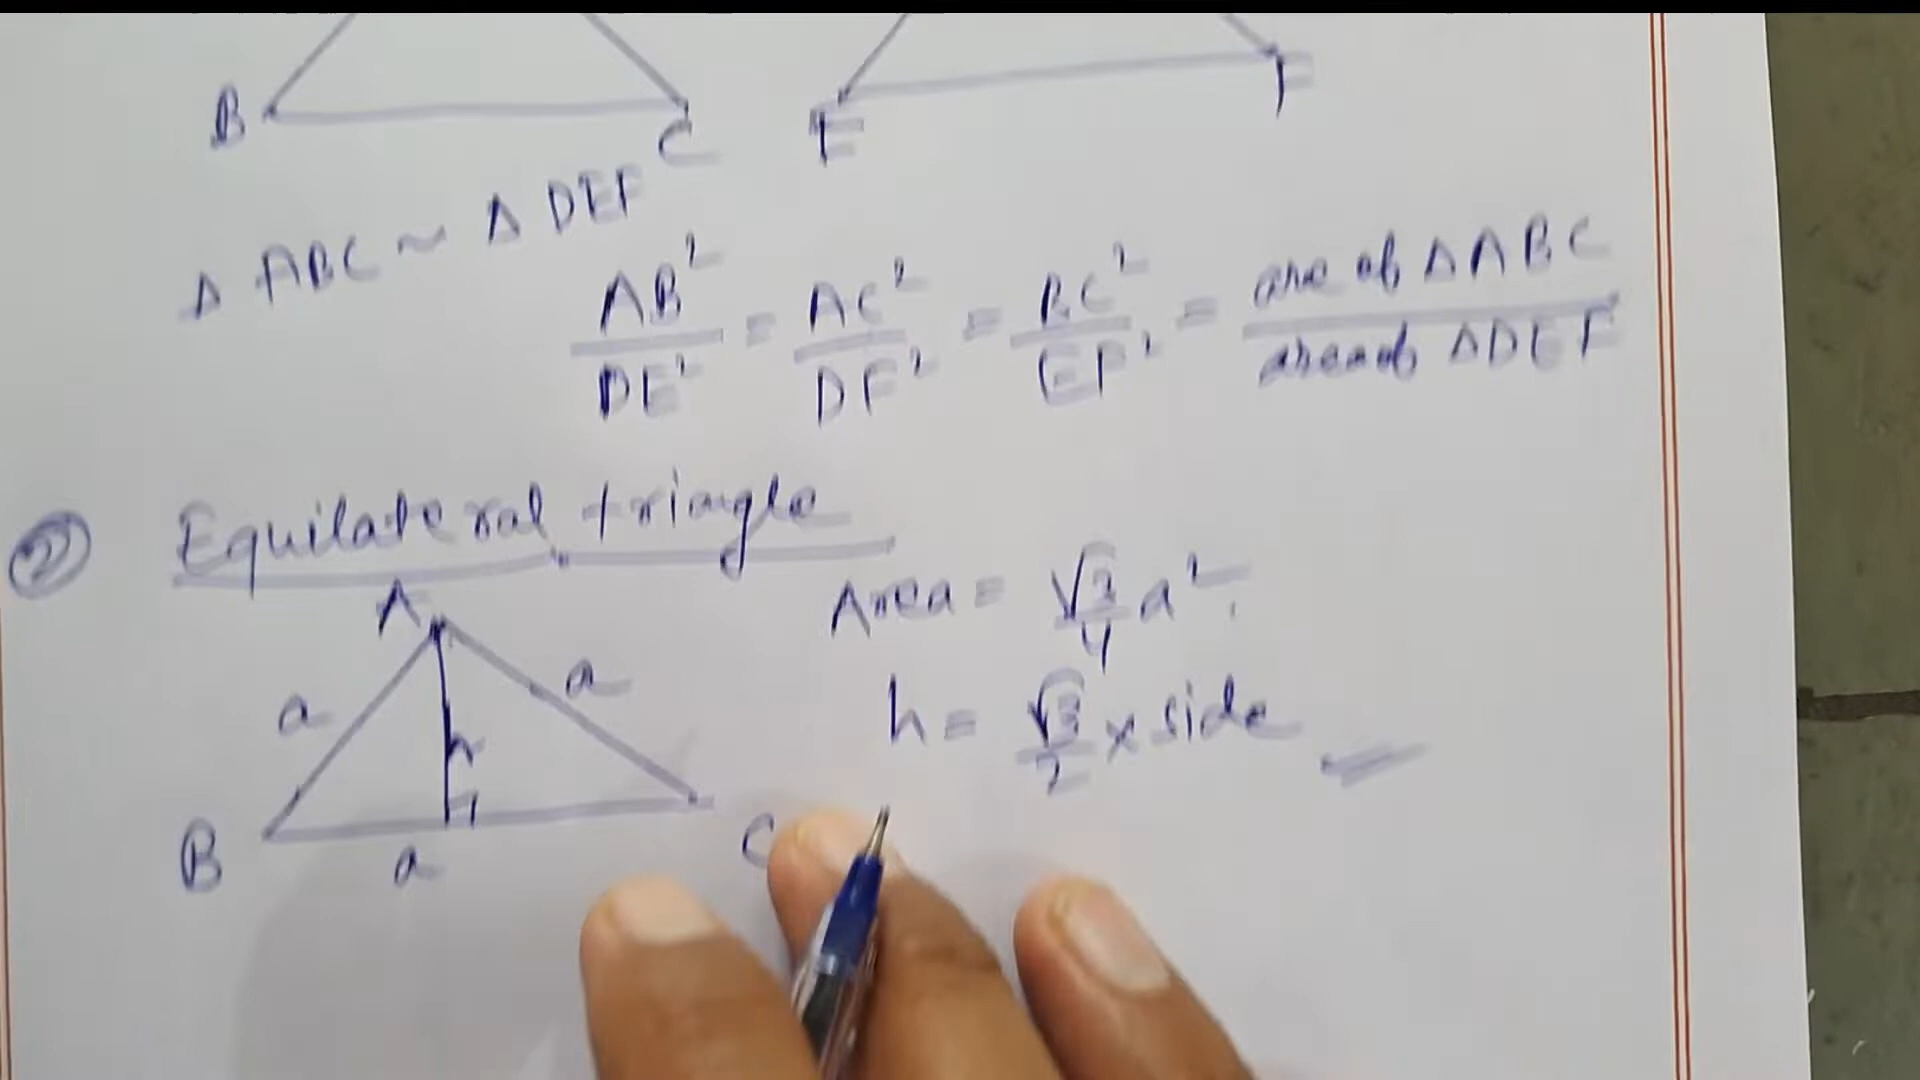 B C E F
Δ ABC ~ Δ DEF
AB² / DE² = AC² / DF² = BC² / EF² = are of Δ ABC / area of Δ DEF
② Equilateral triangle
A
a a
h
B a C
Area = √3/4 a²
h = √3/2 × side